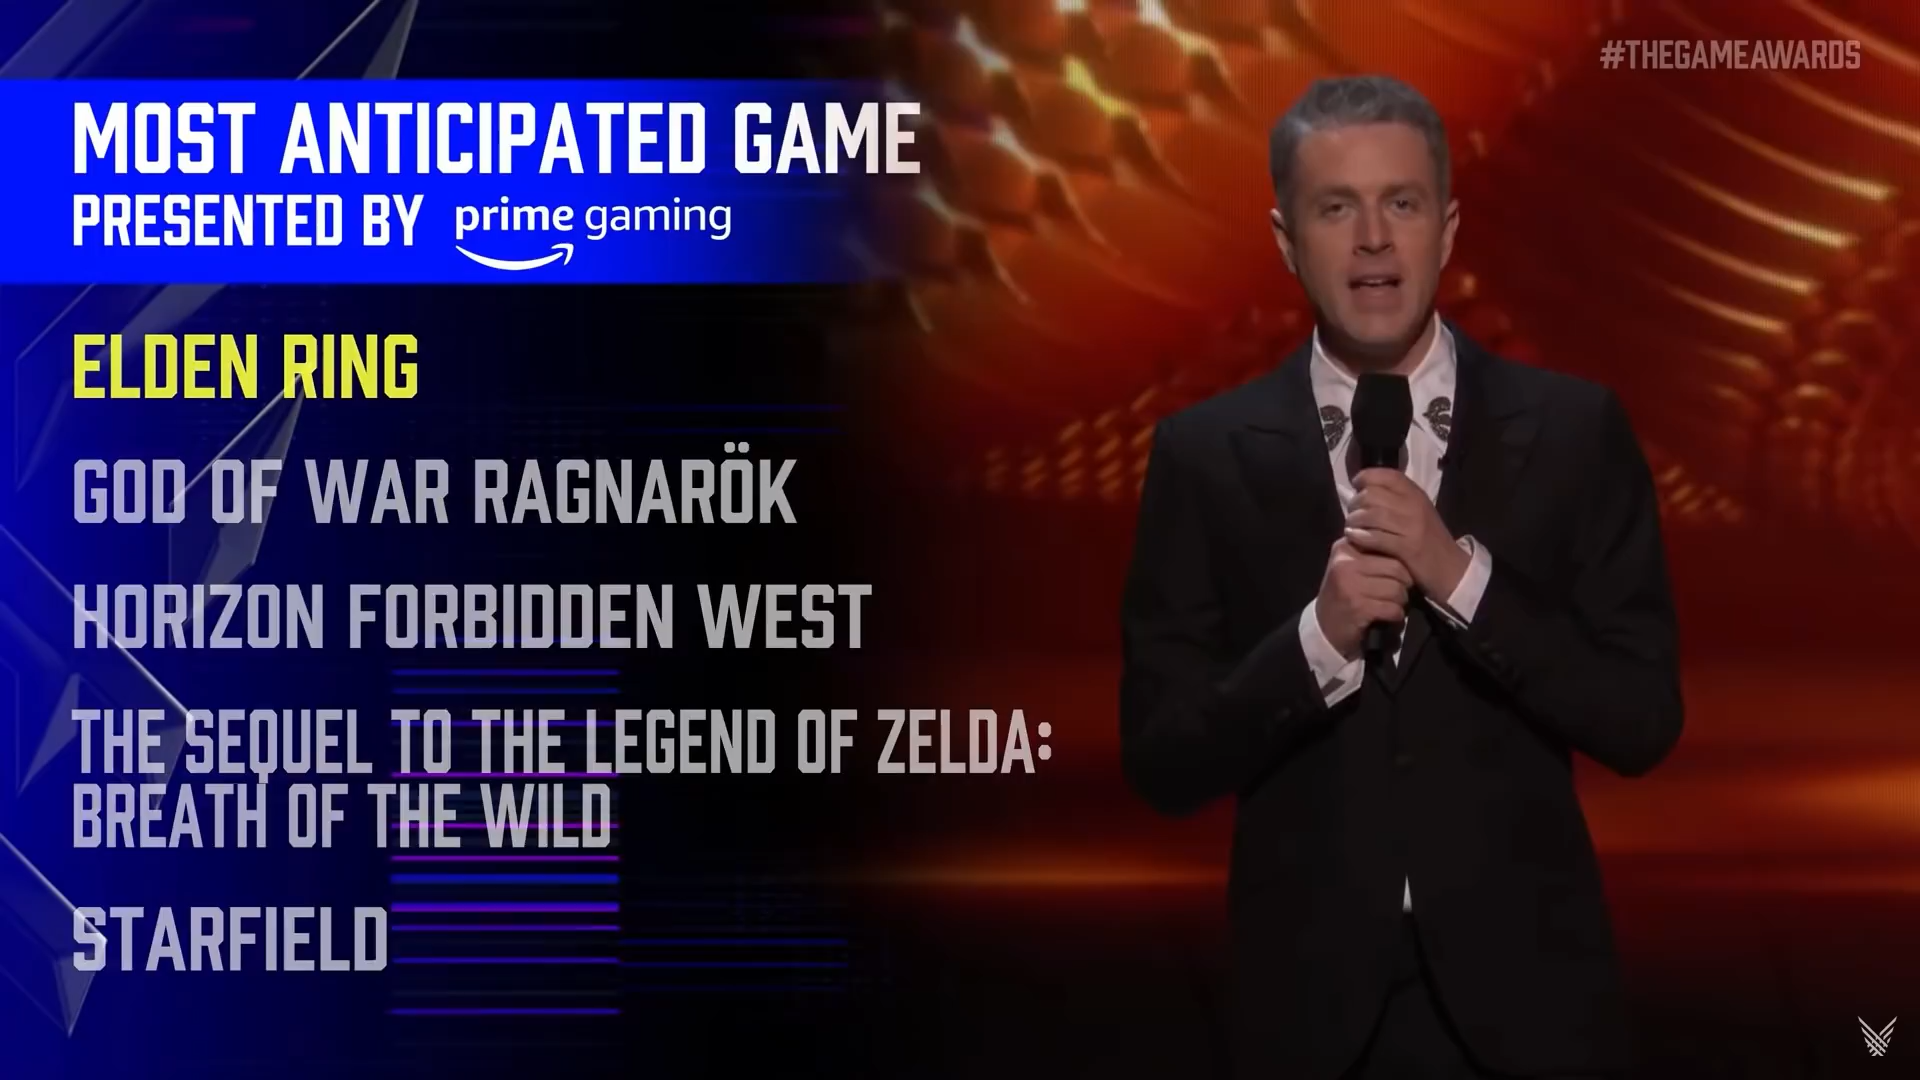 #THEGAMEAWARDS
MOST ANTICIPATED GAME
PRESENTED BY prime gaming
ELDEN RING
GOD OF WAR RAGNARÖK
HORIZON FORBIDDEN WEST
THE SEQUEL TO THE LEGEND OF ZELDA:
BREATH OF THE WILD
STARFIELD